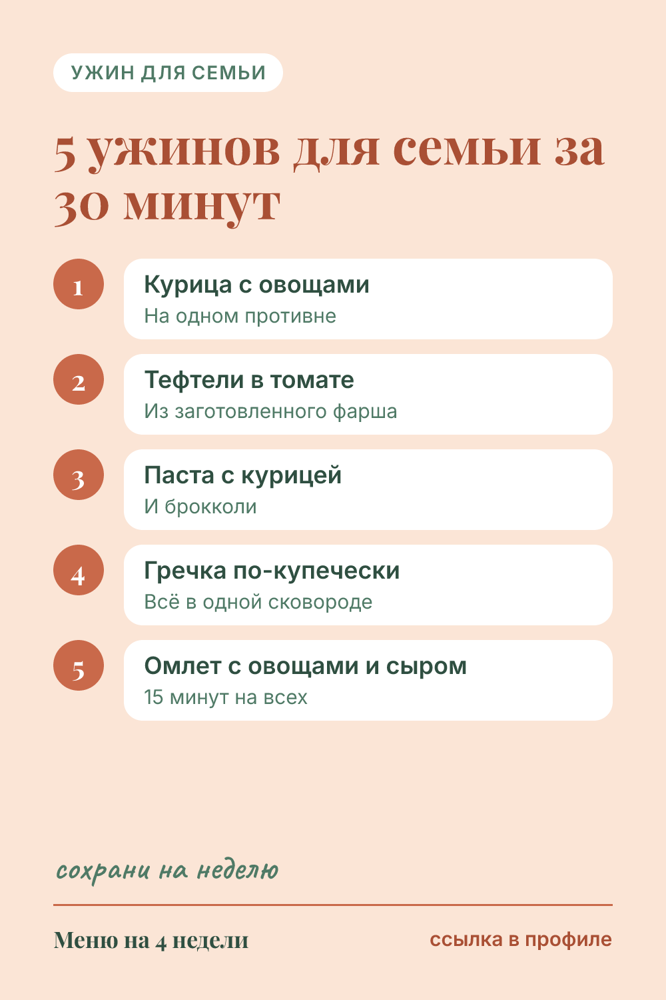 УЖИН ДЛЯ СЕМЬИ
5 ужинов для семьи за
30 минут
1
Курица с овощами
На одном противне
2
Тефтели в томате
Из заготовленного фарша
3
Паста с курицей
И брокколи
4
Гречка по-купечески
Всё в одной сковороде
5
Омлет с овощами и сыром
15 минут на всех
сохрани на неделю
Меню на 4 недели
ссылка в профиле